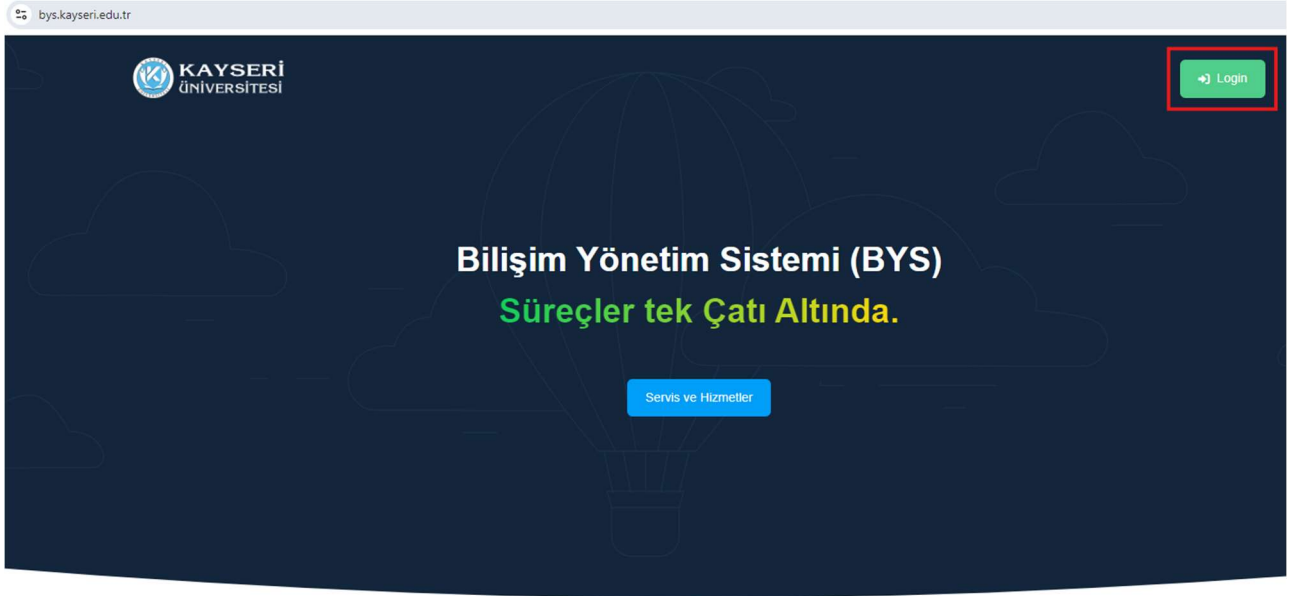 bys.kayseri.edu.tr
KAYSERİ
ÜNİVERSİTESİ
Login
Bilişim Yönetim Sistemi (BYS)
Süreçler tek Çatı Altında.
Servis ve Hizmetler